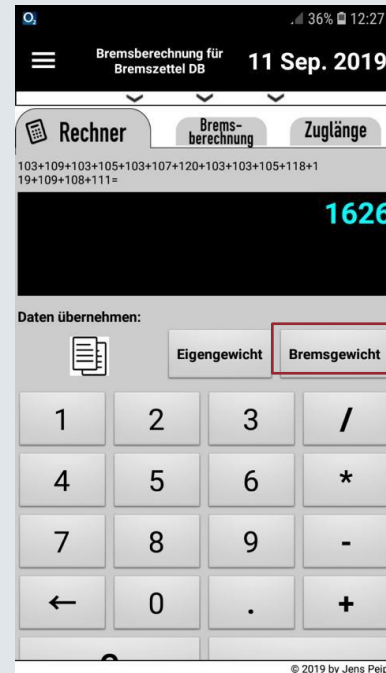 O₂ 36% 12:27
Bremsberechnung für
Bremszettel DB
11 Sep. 2019
Rechner
Brems-
berechnung
Zuglänge
103+109+103+105+103+107+120+103+103+105+118+1
19+109+108+111=
1626
Daten übernehmen:
Eigengewicht Bremsgewicht
1 2 3 /
4 5 6 *
7 8 9 -
← 0 . +
© 2019 by Jens Peip